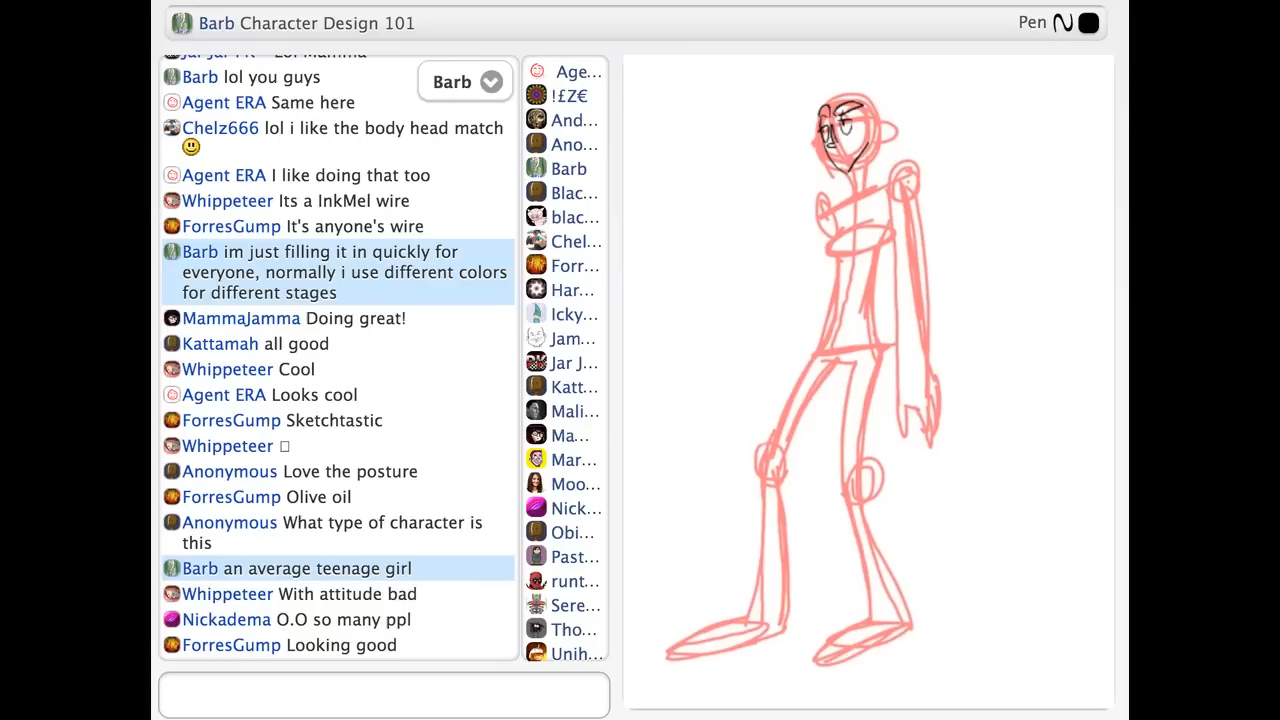 Barb Character Design 101
Pen
Barb
Barb lol you guys
Agent ERA Same here
Chelz666 lol i like the body head match
Agent ERA I like doing that too
Whippeteer Its a InkMel wire
ForresGump It's anyone's wire
Barb im just filling it in quickly for
everyone, normally i use different colors
for different stages
MammaJamma Doing great!
Kattamah all good
Whippeteer Cool
Agent ERA Looks cool
ForresGump Sketchtastic
Whippeteer
Anonymous Love the posture
ForresGump Olive oil
Anonymous What type of character is
this
Barb an average teenage girl
Whippeteer With attitude bad
Nickadema O.O so many ppl
ForresGump Looking good
Age...
!£Z€
And...
Ano...
Barb
Blac...
blac...
Chel...
Forr...
Har...
Icky...
Jam...
Jar J...
Katt...
Mali...
Ma...
Mar...
Moo...
Nick...
Obi...
Past...
runt...
Sere...
Tho...
Unih...